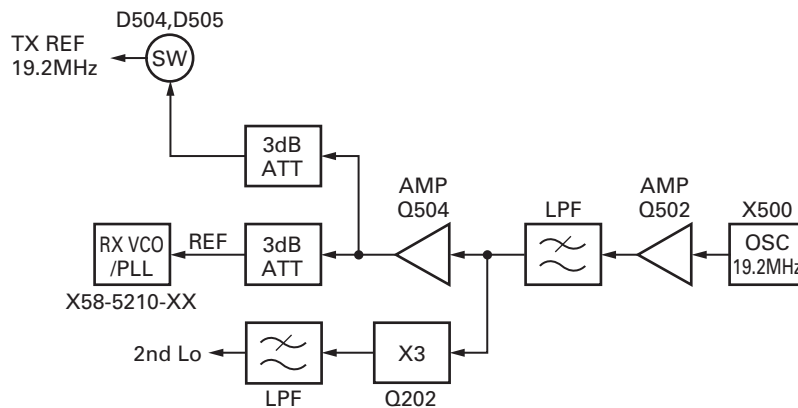 D504,D505
TX REF
19.2MHz
SW
3dB
ATT
AMP
Q504
LPF
AMP
Q502
X500
OSC
19.2MHz
RX VCO
/PLL
REF
3dB
ATT
X58-5210-XX
2nd Lo
LPF
X3
Q202